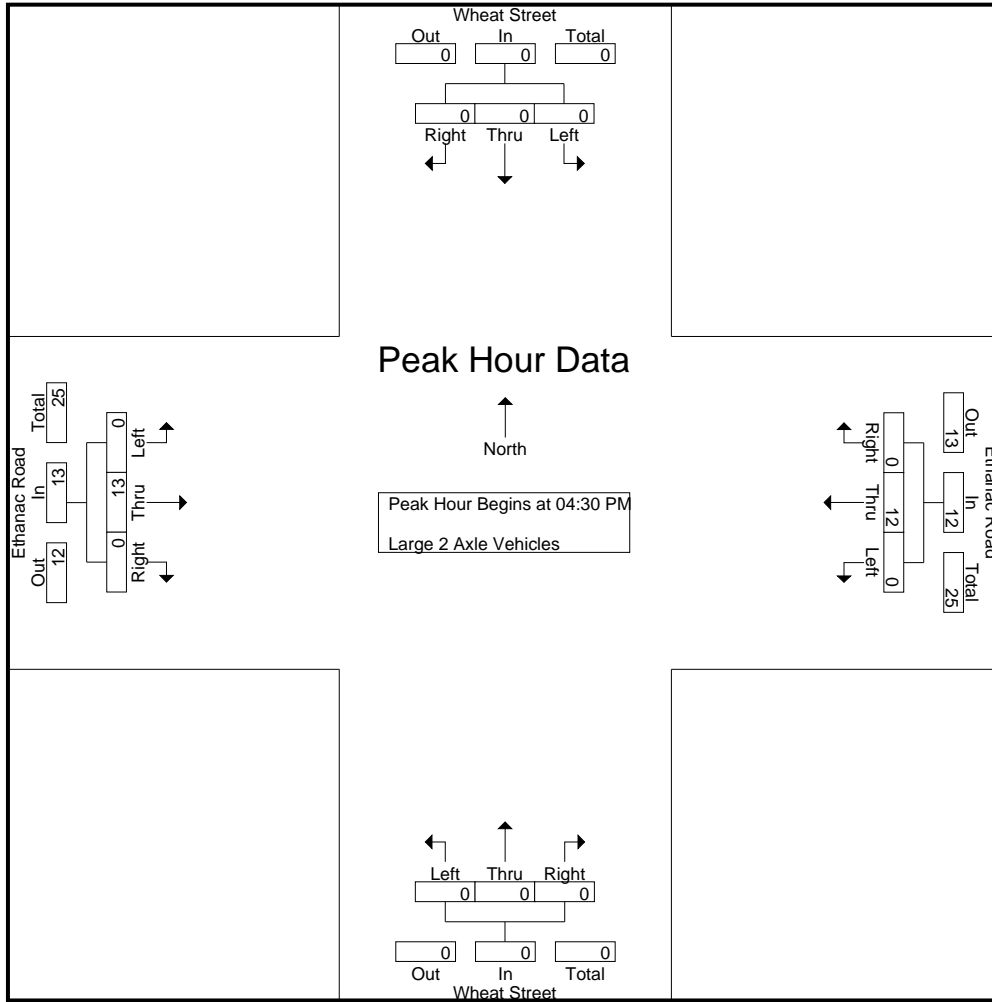 Wheat Street
Out In Total
0 0 0
0 0 0
Right Thru Left
Peak Hour Data
North
Peak Hour Begins at 04:30 PM
Large 2 Axle Vehicles
Ethanac Road
Total In Out
25 13 12
0 13 0
Left Thru Right
Ethanac Road
Out In Total
13 12 25
0 12 0
Right Thru Left
Left Thru Right
0 0 0
0 0 0
Out In Total
Wheat Street